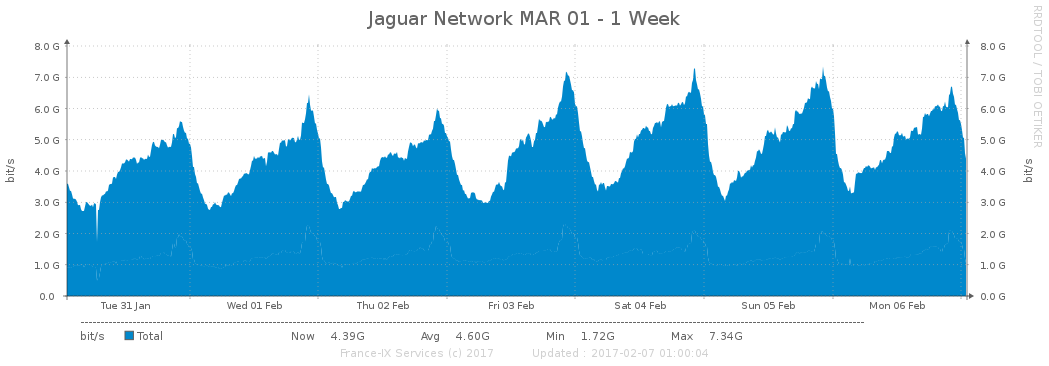 Jaguar Network MAR 01 - 1 Week
RRDTOOL / TOBI OETIKER
8.0 G 8.0 G
7.0 G 7.0 G
6.0 G 6.0 G
5.0 G 5.0 G
4.0 G 4.0 G
3.0 G 3.0 G
2.0 G 2.0 G
1.0 G 1.0 G
0.0 0.0 G
bit/s bit/s
Tue 31 Jan Wed 01 Feb Thu 02 Feb Fri 03 Feb Sat 04 Feb Sun 05 Feb Mon 06 Feb
bit/s Total Now 4.39G Avg 4.60G Min 1.72G Max 7.34G
France-IX Services (c) 2017 Updated : 2017-02-07 01:00:04